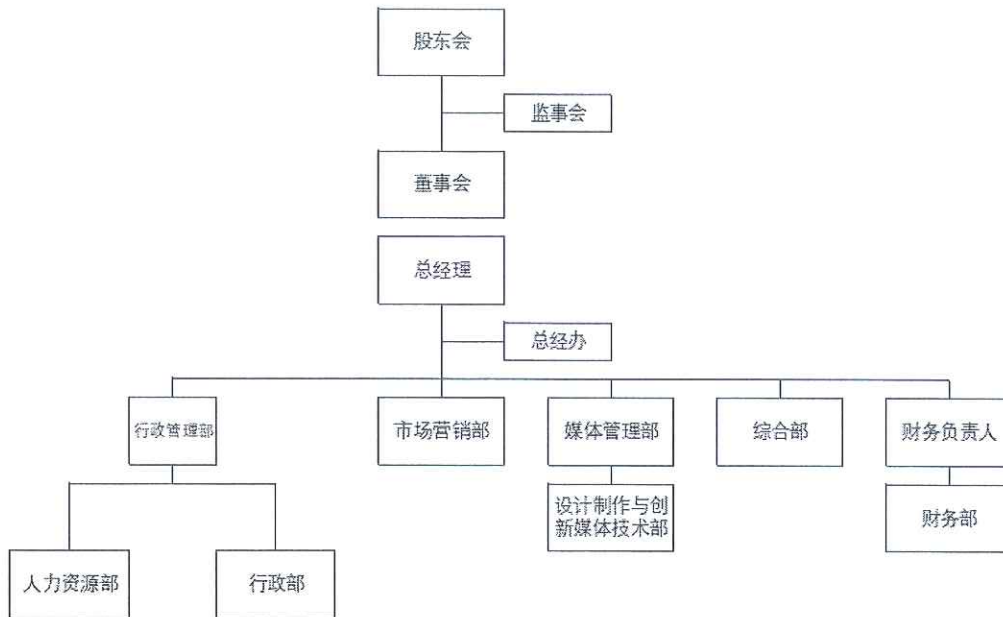 股东会
监事会
董事会
总经理
总经办
行政管理部
市场营销部
媒体管理部
综合部
财务负责人
设计制作与创
新媒体技术部
财务部
人力资源部
行政部